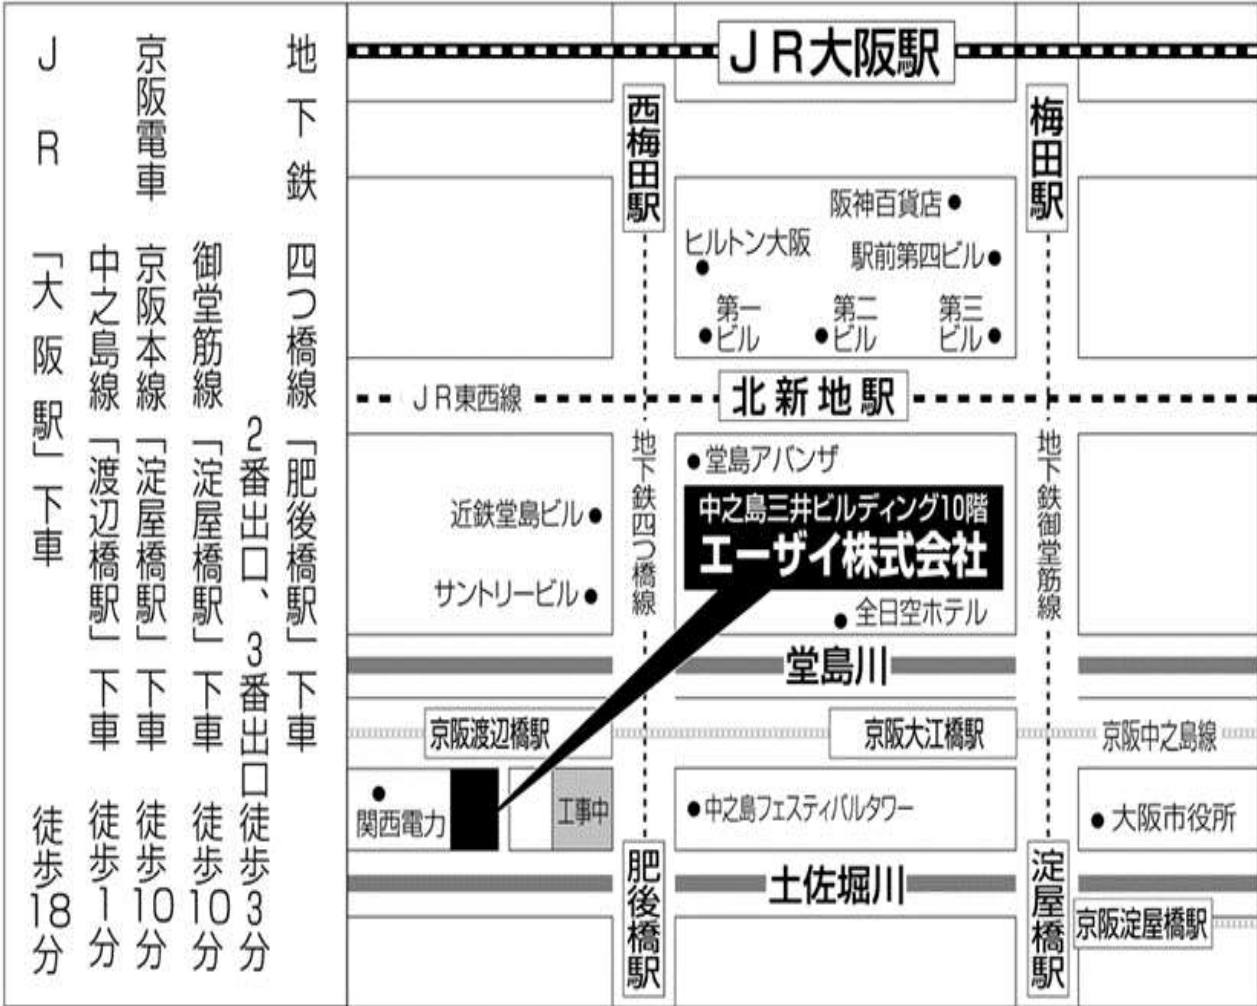 地下鉄 四つ橋線「肥後橋駅」下車
2番出口、3番出口 徒歩3分
御堂筋線「淀屋橋駅」下車 徒歩10分
京阪電車 京阪本線「淀屋橋駅」下車 徒歩10分
中之島線「渡辺橋駅」下車 徒歩1分
JR 「大阪駅」下車 徒歩18分
JR大阪駅
西梅田駅
梅田駅
阪神百貨店
ヒルトン大阪
駅前第四ビル
第一
ビル
第二
ビル
第三
ビル
JR東西線
北新地駅
地下鉄四つ橋線
地下鉄御堂筋線
堂島アバンザ
中之島三井ビルディング10階
エーザイ株式会社
近鉄堂島ビル
サントリービル
全日空ホテル
堂島川
京阪渡辺橋駅
京阪大江橋駅
京阪中之島線
関西電力
工事中
中之島フェスティバルタワー
大阪市役所
肥後橋駅
土佐堀川
淀屋橋駅
京阪淀屋橋駅